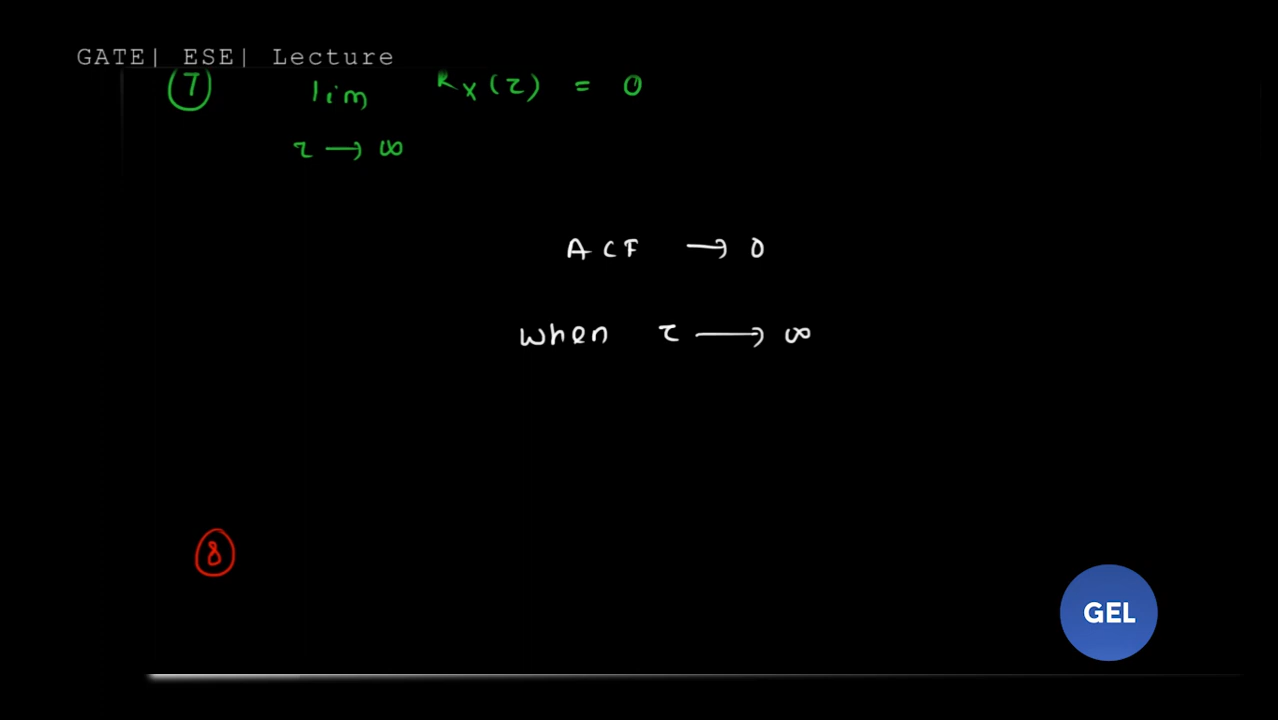 GATE| ESE| Lecture
7 lim Rx(τ) = 0
τ → ∞
ACF → 0
when τ → ∞
8
GEL